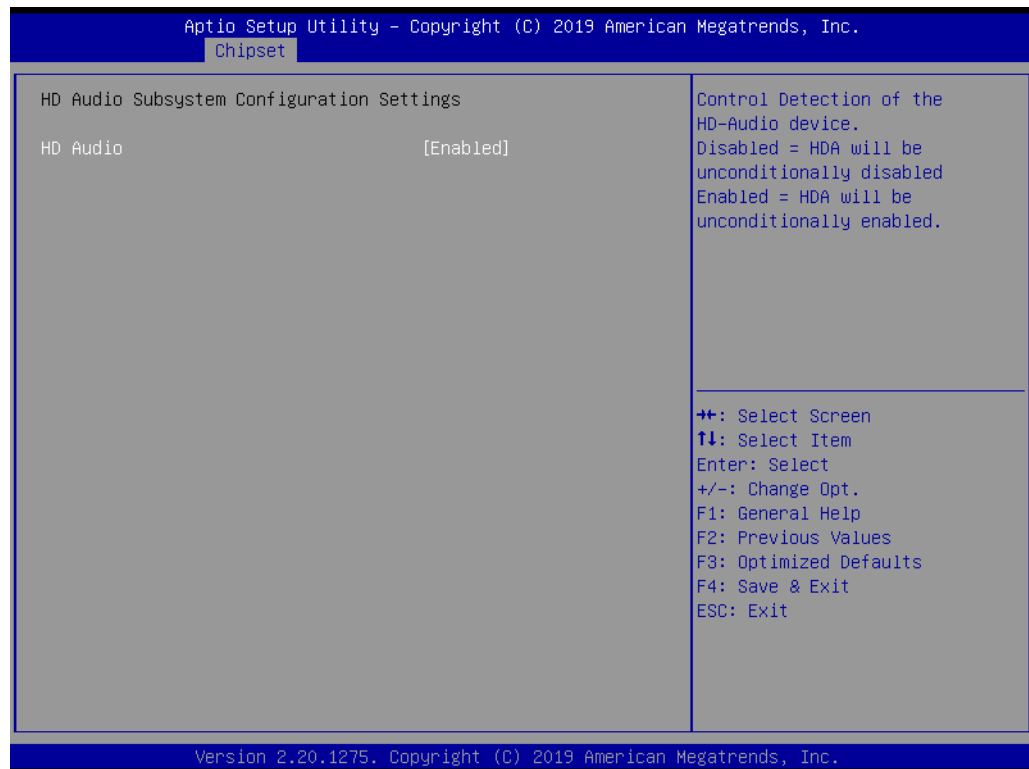 Aptio Setup Utility – Copyright (C) 2019 American Megatrends, Inc.
Chipset
HD Audio Subsystem Configuration Settings
HD Audio [Enabled]
Control Detection of the
HD-Audio device.
Disabled = HDA will be
unconditionally disabled
Enabled = HDA will be
unconditionally enabled.
→←: Select Screen
↑↓: Select Item
Enter: Select
+/-: Change Opt.
F1: General Help
F2: Previous Values
F3: Optimized Defaults
F4: Save & Exit
ESC: Exit
Version 2.20.1275. Copyright (C) 2019 American Megatrends, Inc.